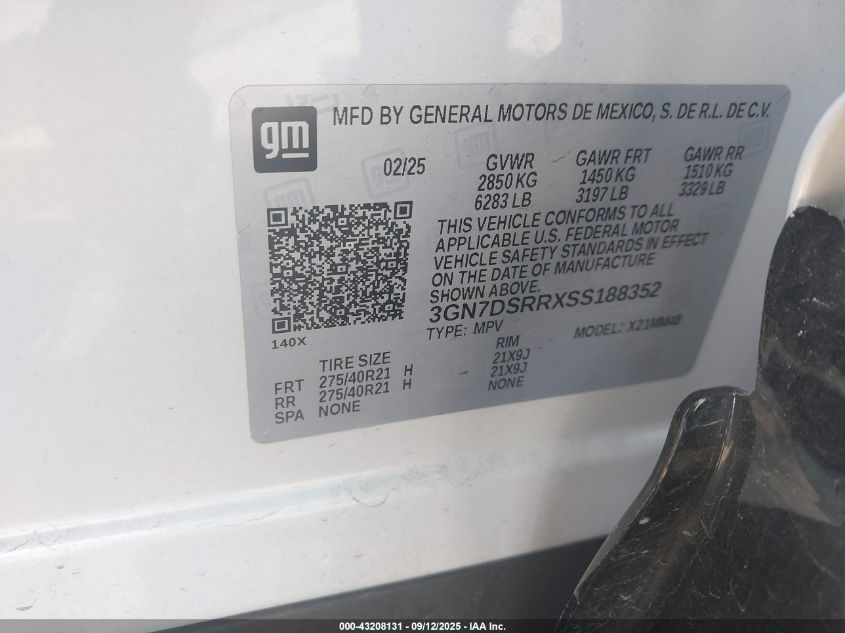 gm
MFD BY GENERAL MOTORS DE MEXICO, S. DE R.L. DE C.V.
02/25 GVWR GAWR FRT GAWR RR
2850 KG 1450 KG 1510 KG
6283 LB 3197 LB 3329 LB
THIS VEHICLE CONFORMS TO ALL
APPLICABLE U.S. FEDERAL MOTOR
VEHICLE SAFETY STANDARDS IN EFFECT
ON THE DATE OF MANUFACTURE
SHOWN ABOVE.
3GN7DSRRXSS188352
TYPE: MPV MODEL: X21MM48
140X
TIRE SIZE RIM
FRT 275/40R21 H 21X9J
RR 275/40R21 H 21X9J
SPA NONE NONE
000-43208131 - 09/12/2025 - IAA Inc.